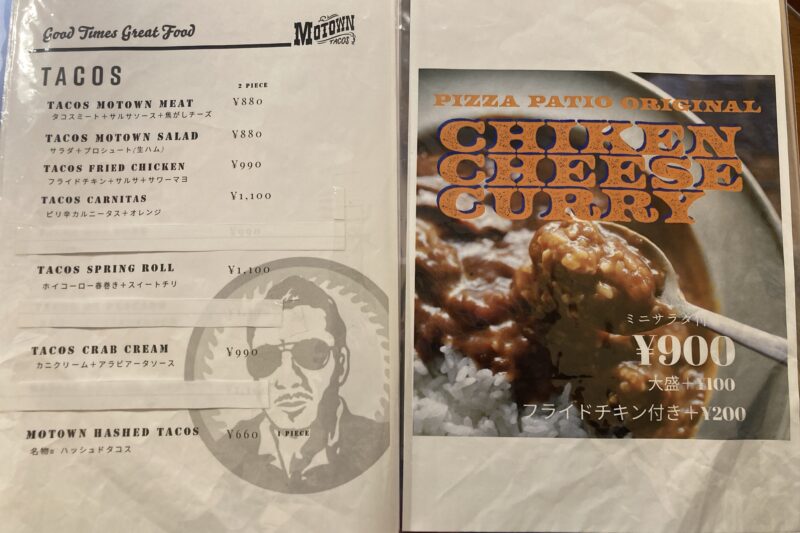 Good Times Great Food
MOTOWN
TACOS
TACOS
2 PIECE
TACOS MOTOWN MEAT ¥880
タコスミート+サルサソース+焦がしチーズ
TACOS MOTOWN SALAD ¥880
サラダ+プロシュート/生ハム)
TACOS FRIED CHICKEN ¥990
フライドチキン+サルサ+サワーマヨ
TACOS CARNITAS ¥1,100
ピリ辛カルニータス+オレンジ
TACOS SPRING ROLL ¥1,100
ホイコーロー春巻き+スイートチリ
TACOS CRAB CREAM ¥990
カニクリーム+アラビアータソース
MOTOWN HASHED TACOS ¥660 1 PIECE
名物 ハッシュドタコス
PIZZA PATIO ORIGINAL
CHIKEN
CHEESE
CURRY
ミニサラダ付
¥900
大盛+¥100
フライドチキン付き+¥200